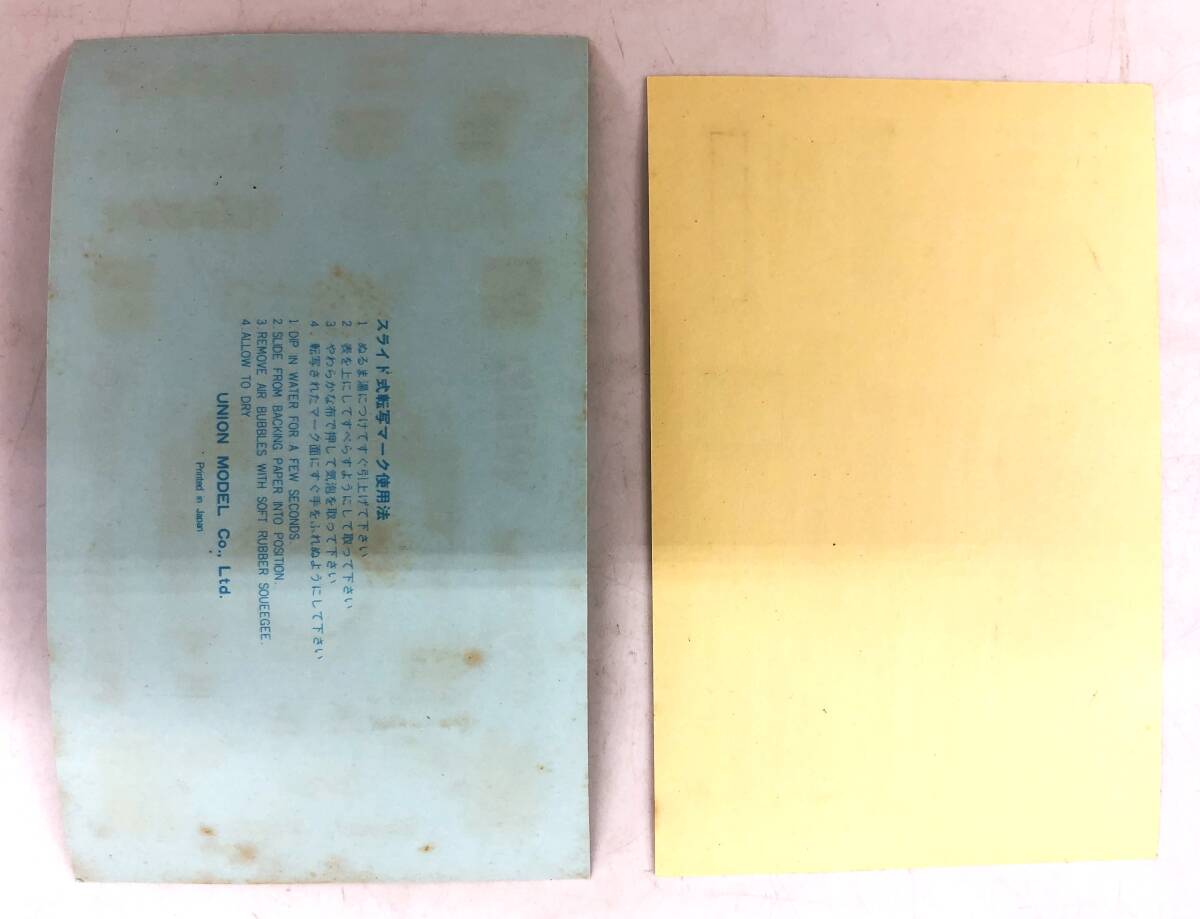 スライド式転写マーク使用法
1 ぬるま湯につけてすぐ引上げて下さい
2. 表を上にしてすべらすようにして取って下さい
3. やわらかな布で押して気泡を取って下さい
4. 転写されたマーク面にすぐ手をふれぬようにして下さい
1. DIP IN WATER FOR A FEW SECONDS.
2. SLIDE FROM BACKING PAPER INTO POSITION.
3. REMOVE AIR BUBBLES WITH SOFT RUBBER SQUEEGEE.
4. ALLOW TO DRY
UNION MODEL Co., Ltd.
Printed in Japan